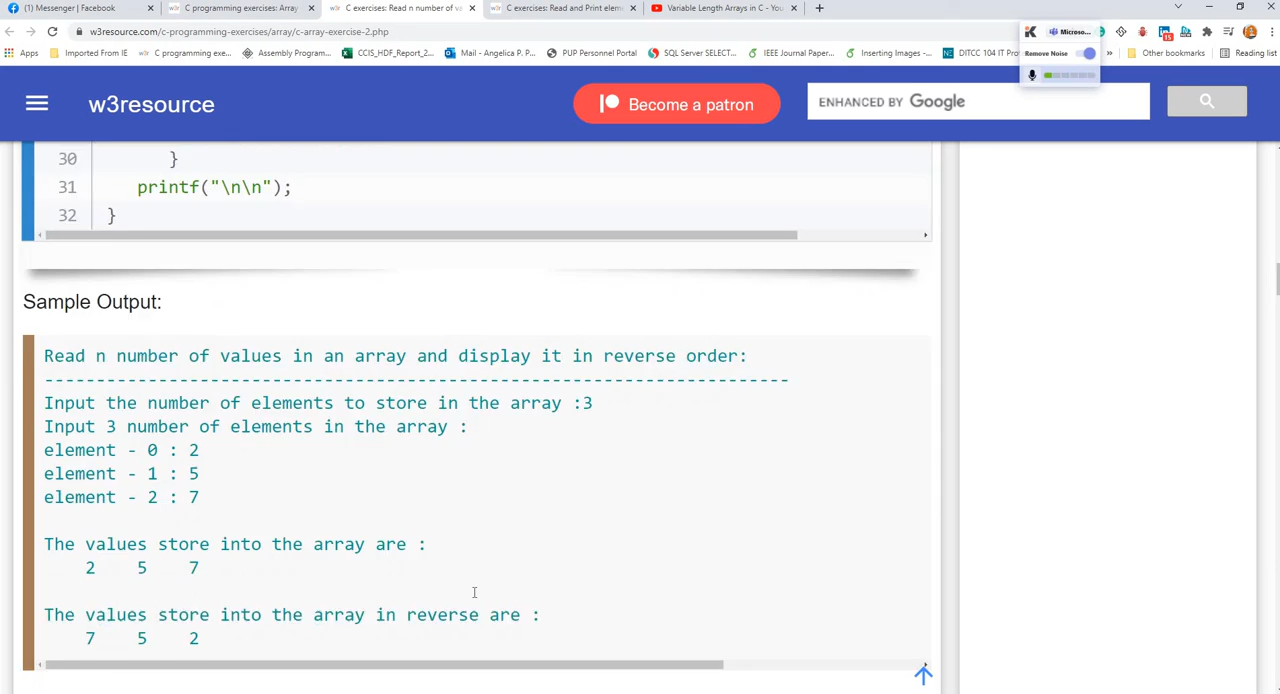 (1) Messenger | Facebook
C programming exercises: Array
C exercises: Read n number of va
C exercises: Read and Print elem
Variable Length Arrays in C - You
w3resource.com/c-programming-exercises/array/c-array-exercise-2.php
Microso...
Remove Noise
15
Apps
Imported From IE
C programming exe...
CCIS_HDF_Report_2...
Assembly Program...
Mail - Angelica P. P...
PUP Personnel Portal
SQL Server SELECT...
IEEE Journal Paper...
Inserting Images -...
DITCC 104 IT Pro
»
Other bookmarks
Reading list
w3resource
Become a patron
ENHANCED BY Google
30 }
31 printf("\n\n");
32 }
Sample Output:
Read n number of values in an array and display it in reverse order:
------------------------------------------------------------------------
Input the number of elements to store in the array :3
Input 3 number of elements in the array :
element - 0 : 2
element - 1 : 5
element - 2 : 7
The values store into the array are :
2 5 7
The values store into the array in reverse are :
7 5 2